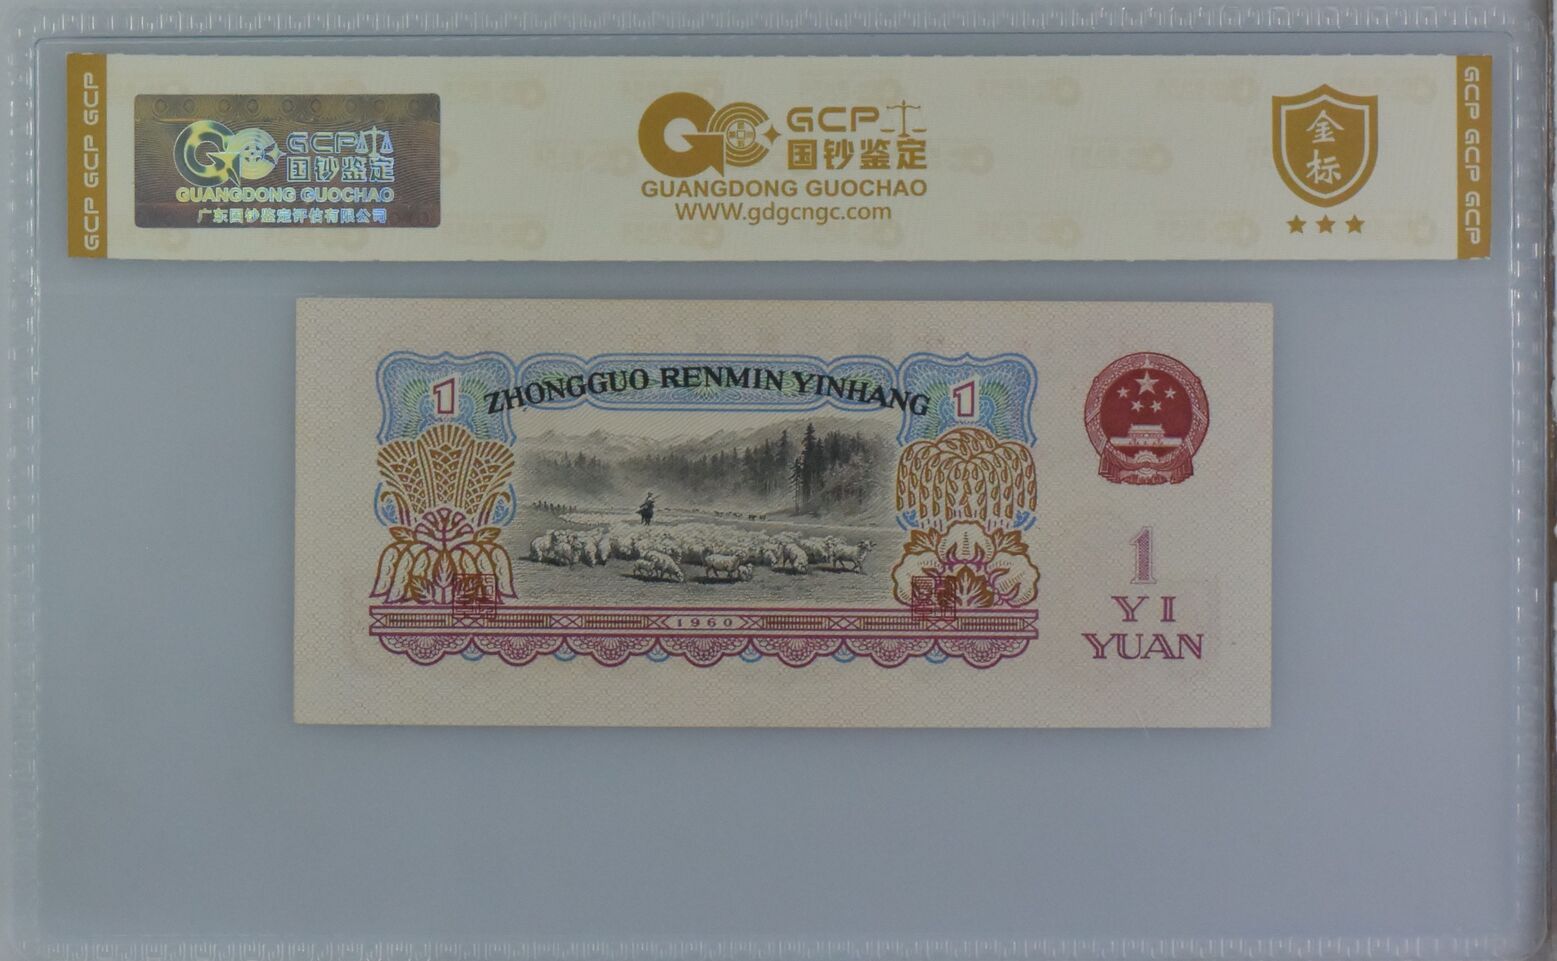 GCP GCP GCP
GCP
国钞鉴定
GUANGDONG GUOCHAO
广东国钞鉴定评估有限公司
GCP
国钞鉴定
GUANGDONG GUOCHAO
WWW.gdgcngc.com
金标
GCP GCP GCP
ZHONGGUO RENMIN YINHANG
1
1
1960
1
YI
YUAN